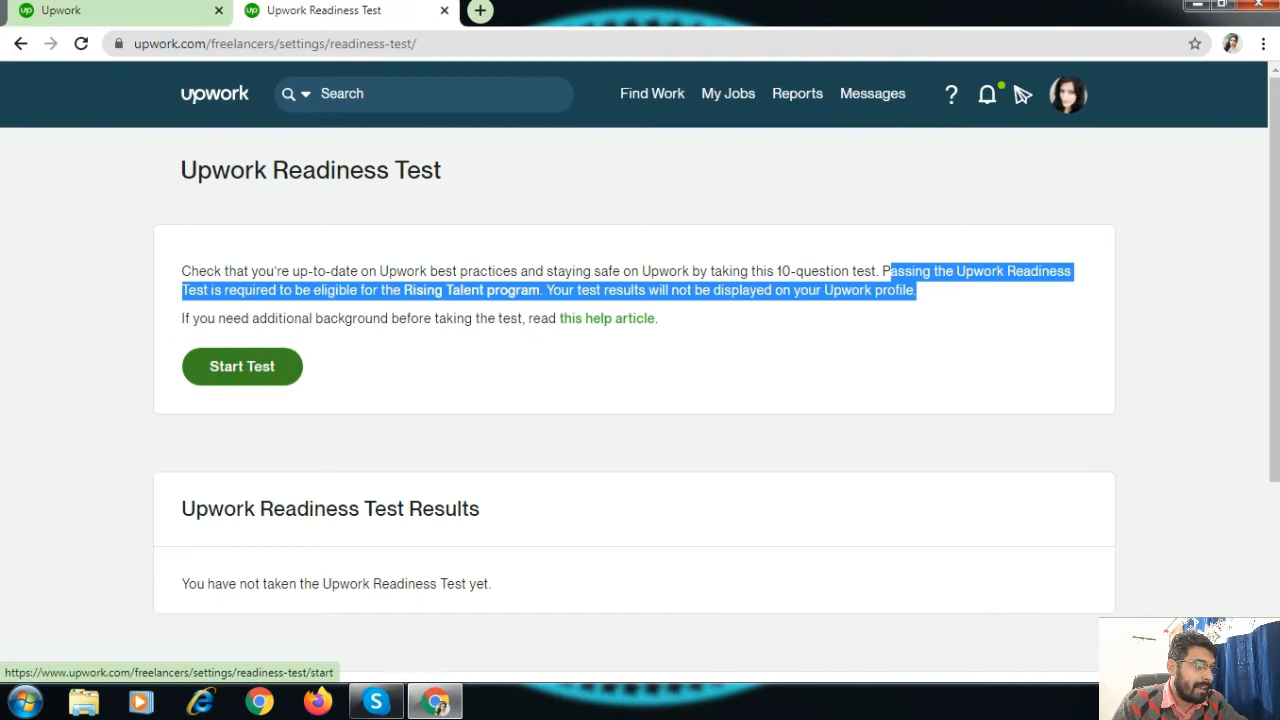 Upwork
Upwork Readiness Test
upwork.com/freelancers/settings/readiness-test/
upwork
Search
Find Work
My Jobs
Reports
Messages
Upwork Readiness Test
Check that you're up-to-date on Upwork best practices and staying safe on Upwork by taking this 10-question test. Passing the Upwork Readiness
Test is required to be eligible for the Rising Talent program. Your test results will not be displayed on your Upwork profile.
If you need additional background before taking the test, read this help article.
Start Test
Upwork Readiness Test Results
You have not taken the Upwork Readiness Test yet.
https://www.upwork.com/freelancers/settings/readiness-test/start